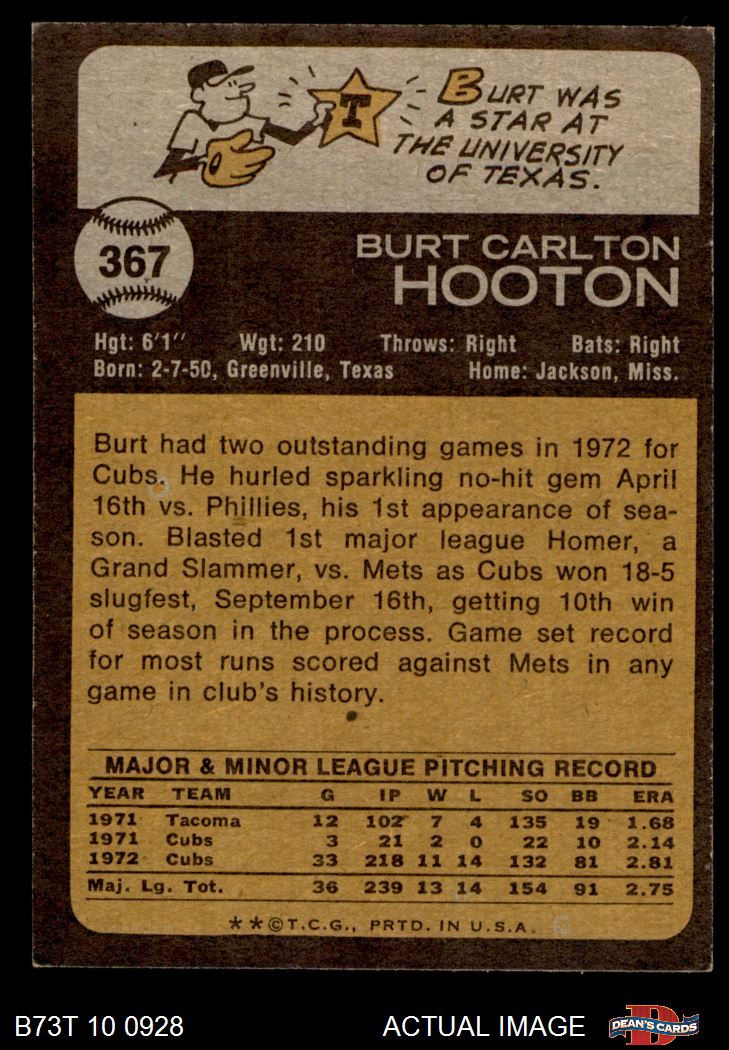 T
BURT WAS
A STAR AT
THE UNIVERSITY
OF TEXAS.
367
BURT CARLTON
HOOTON
Hgt: 6'1" Wgt: 210 Throws: Right Bats: Right
Born: 2-7-50, Greenville, Texas Home: Jackson, Miss.
Burt had two outstanding games in 1972 for
Cubs. He hurled sparkling no-hit gem April
16th vs. Phillies, his 1st appearance of sea-
son. Blasted 1st major league Homer, a
Grand Slammer, vs. Mets as Cubs won 18-5
slugfest, September 16th, getting 10th win
of season in the process. Game set record
for most runs scored against Mets in any
game in club's history.
MAJOR & MINOR LEAGUE PITCHING RECORD
YEAR TEAM G IP W L SO BB ERA
1971 Tacoma 12 102 7 4 135 19 1.68
1971 Cubs 3 21 2 0 22 10 2.14
1972 Cubs 33 218 11 14 132 81 2.81
Maj. Lg. Tot. 36 239 13 14 154 91 2.75
**©T.C.G., PRTD. IN U.S.A.
B73T 10 0928 ACTUAL IMAGE DEAN'S CARDS